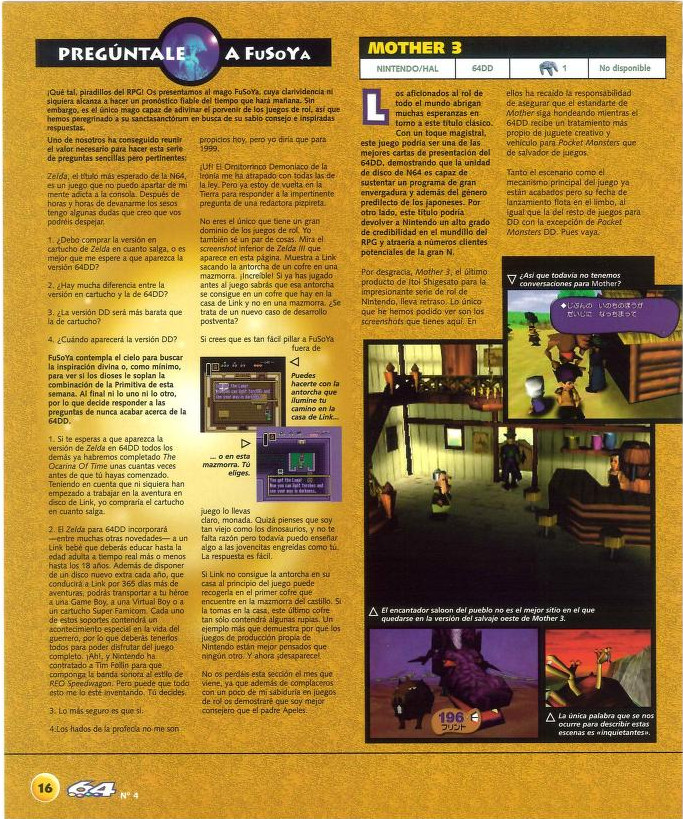 PREGÚNTALE A FUSOYA
¡Qué tal, piradillos del RPG! Os presentamos al mago FuSoYa, cuya clarividencia ni
siquiera alcanza a hacer un pronóstico fiable del tiempo que hará mañana. Sin
embargo, es el único mago capaz de adivinar el porvenir de los juegos de rol, así que
hemos peregrinado a su sanctasanctórum en busca de su sabio consejo e inspiradas
respuestas.
Uno de nosotros ha conseguido reunir
el valor necesario para hacer esta serie
de preguntas sencillas pero pertinentes:
Zelda, el título más esperado de la N64,
es un juego que no puedo apartar de mi
mente adicta a la consola. Después de
horas y horas de devanarme los sesos
tengo algunas dudas que creo que vos
podréis despejar.
1. ¿Debo comprar la versión en
cartucho de Zelda en cuanto salga, o es
mejor que me espere a que aparezca la
versión 64DD?
2. ¿Hay mucha diferencia entre la
versión en cartucho y la de 64DD?
3. ¿La versión DD será más barata que
la de cartucho?
4. ¿Cuándo aparecerá la versión DD?
FuSoYa contempla el cielo para buscar
la inspiración divina o, como mínimo,
para ver si los dioses le soplan la
combinación de la Primitiva de esta
semana. Al final ni lo uno ni lo otro,
por lo que decide responder a las
preguntas de nunca acabar acerca de la
64DD.
1. Si te esperas a que aparezca la
versión de Zelda en 64DD todos los
demás ya habremos completado The
Ocarina Of Time unas cuantas veces
antes de que tú hayas comenzado.
Teniendo en cuenta que ni siquiera han
empezado a trabajar en la aventura en
disco de Link, yo compraría el cartucho
en cuanto salga.
2. El Zelda para 64DD incorporará
—entre muchas otras novedades— a un
Link bebé que deberás educar hasta la
edad adulta a tiempo real más o menos
hasta los 18 años. Además de disponer
de un disco nuevo extra cada año, que
conducirá a Link por 365 días más de
aventuras, podrás transportar a tu héroe
a una Game Boy, a una Virtual Boy o a
un cartucho Super Famicom. Cada uno
de estos soportes contendrá un
acontecimiento especial en la vida del
guerrero, por lo que deberás tenerlos
todos para poder disfrutar del juego
completo. ¡Ah!, y Nintendo ha
contratado a Tim Follin para que
componga la banda sonora al estilo de
REO Speedwagon. Pero puede que todo
esto me lo esté inventando. Tú decides.
3. Lo más seguro es que sí.
4.Los hados de la profecía no me son
propicios hoy, pero yo diría que para
1999.
¡Uf! El Ornitorrinco Demoníaco de la
Ironía me ha atrapado con todas las de
la ley. Pero ya estoy de vuelta en la
Tierra para responder a la impertinente
pregunta de una redactora pizpireta.
No eres el único que tiene un gran
dominio de los juegos de rol. Yo
también sé un par de cosas. Mira el
screenshot inferior de Zelda III que
aparece en esta página. Muestra a Link
sacando la antorcha de un cofre en una
mazmorra. ¡Increíble! Si ya has jugado
antes al juego sabrás que esa antorcha
se consigue en un cofre que hay en la
casa de Link y no en una mazmorra. ¿Se
trata de un nuevo caso de desarrollo
postventa?
Si crees que es tan fácil pillar a FuSoYa
fuera de
Puedes
hacerte con la
antorcha que
ilumine tu
camino en la
casa de Link...
... o en esta
mazmorra. Tú
eliges.
You got the Lamp!
Now you can light torches and
see your way in darkness.
juego lo llevas
claro, monada. Quizá pienses que soy
tan viejo como los dinosaurios, y no te
falta razón pero todavía puedo enseñar
algo a las jovencitas engreídas como tú.
La respuesta es fácil.
Si Link no consigue la antorcha en su
casa al principio del juego puede
recogerla en el primer cofre que
encuentre en la mazmorra del castillo. Si
la tomas en la casa, este último cofre
tan sólo contendrá algunas rupias. Un
ejemplo más que demuestra por qué los
juegos de producción propia de
Nintendo están mejor pensados que
ningún otro. Y ahora ¡desaparece!
No os perdáis esta sección el mes que
viene, ya que además de complaceros
con un poco de mi sabiduría en juegos
de rol os demostraré que soy mejor
consejero que el padre Apeles.
MOTHER 3
NINTENDO/HAL 64DD 1 No disponible
Los aficionados al rol de
todo el mundo abrigan
muchas esperanzas en
torno a este título clásico.
Con un toque magistral,
este juego podría ser una de las
mejores cartas de presentación del
64DD, demostrando que la unidad
de disco de N64 es capaz de
sustentar un programa de gran
envergadura y además del género
predilecto de los japoneses. Por
otro lado, este título podría
devolver a Nintendo un alto grado
de credibilidad en el mundillo del
RPG y atraería a números clientes
potenciales de la gran N.
Por desgracia, Mother 3, el último
producto de Itoi Shigesato para la
impresionante serie de rol de
Nintendo, lleva retraso. Lo único
que he hemos podido ver son los
screenshots que tienes aquí. En
ellos ha recaído la responsabilidad
de asegurar que el estandarte de
Mother siga hondeando mientras el
64DD recibe un tratamiento más
propio de juguete creativo y
vehículo para Pocket Monsters que
de salvador de juegos.
Tanto el escenario como el
mecanismo principal del juego ya
están acabados pero su fecha de
lanzamiento flota en el limbo, al
igual que la del resto de juegos para
DD con la excepción de Pocket
Monsters DD. Pues vaya.
¿Así que todavía no tenemos
conversaciones para Mother?
◆じぶんの いのちのほうが
だいじに なっちまって
El encantador saloon del pueblo no es el mejor sitio en el que
quedarse en la versión del salvaje oeste de Mother 3.
196
フリント
La única palabra que se nos
ocurre para describir estas
escenas es «inquietantes».
16 64 Nº 4